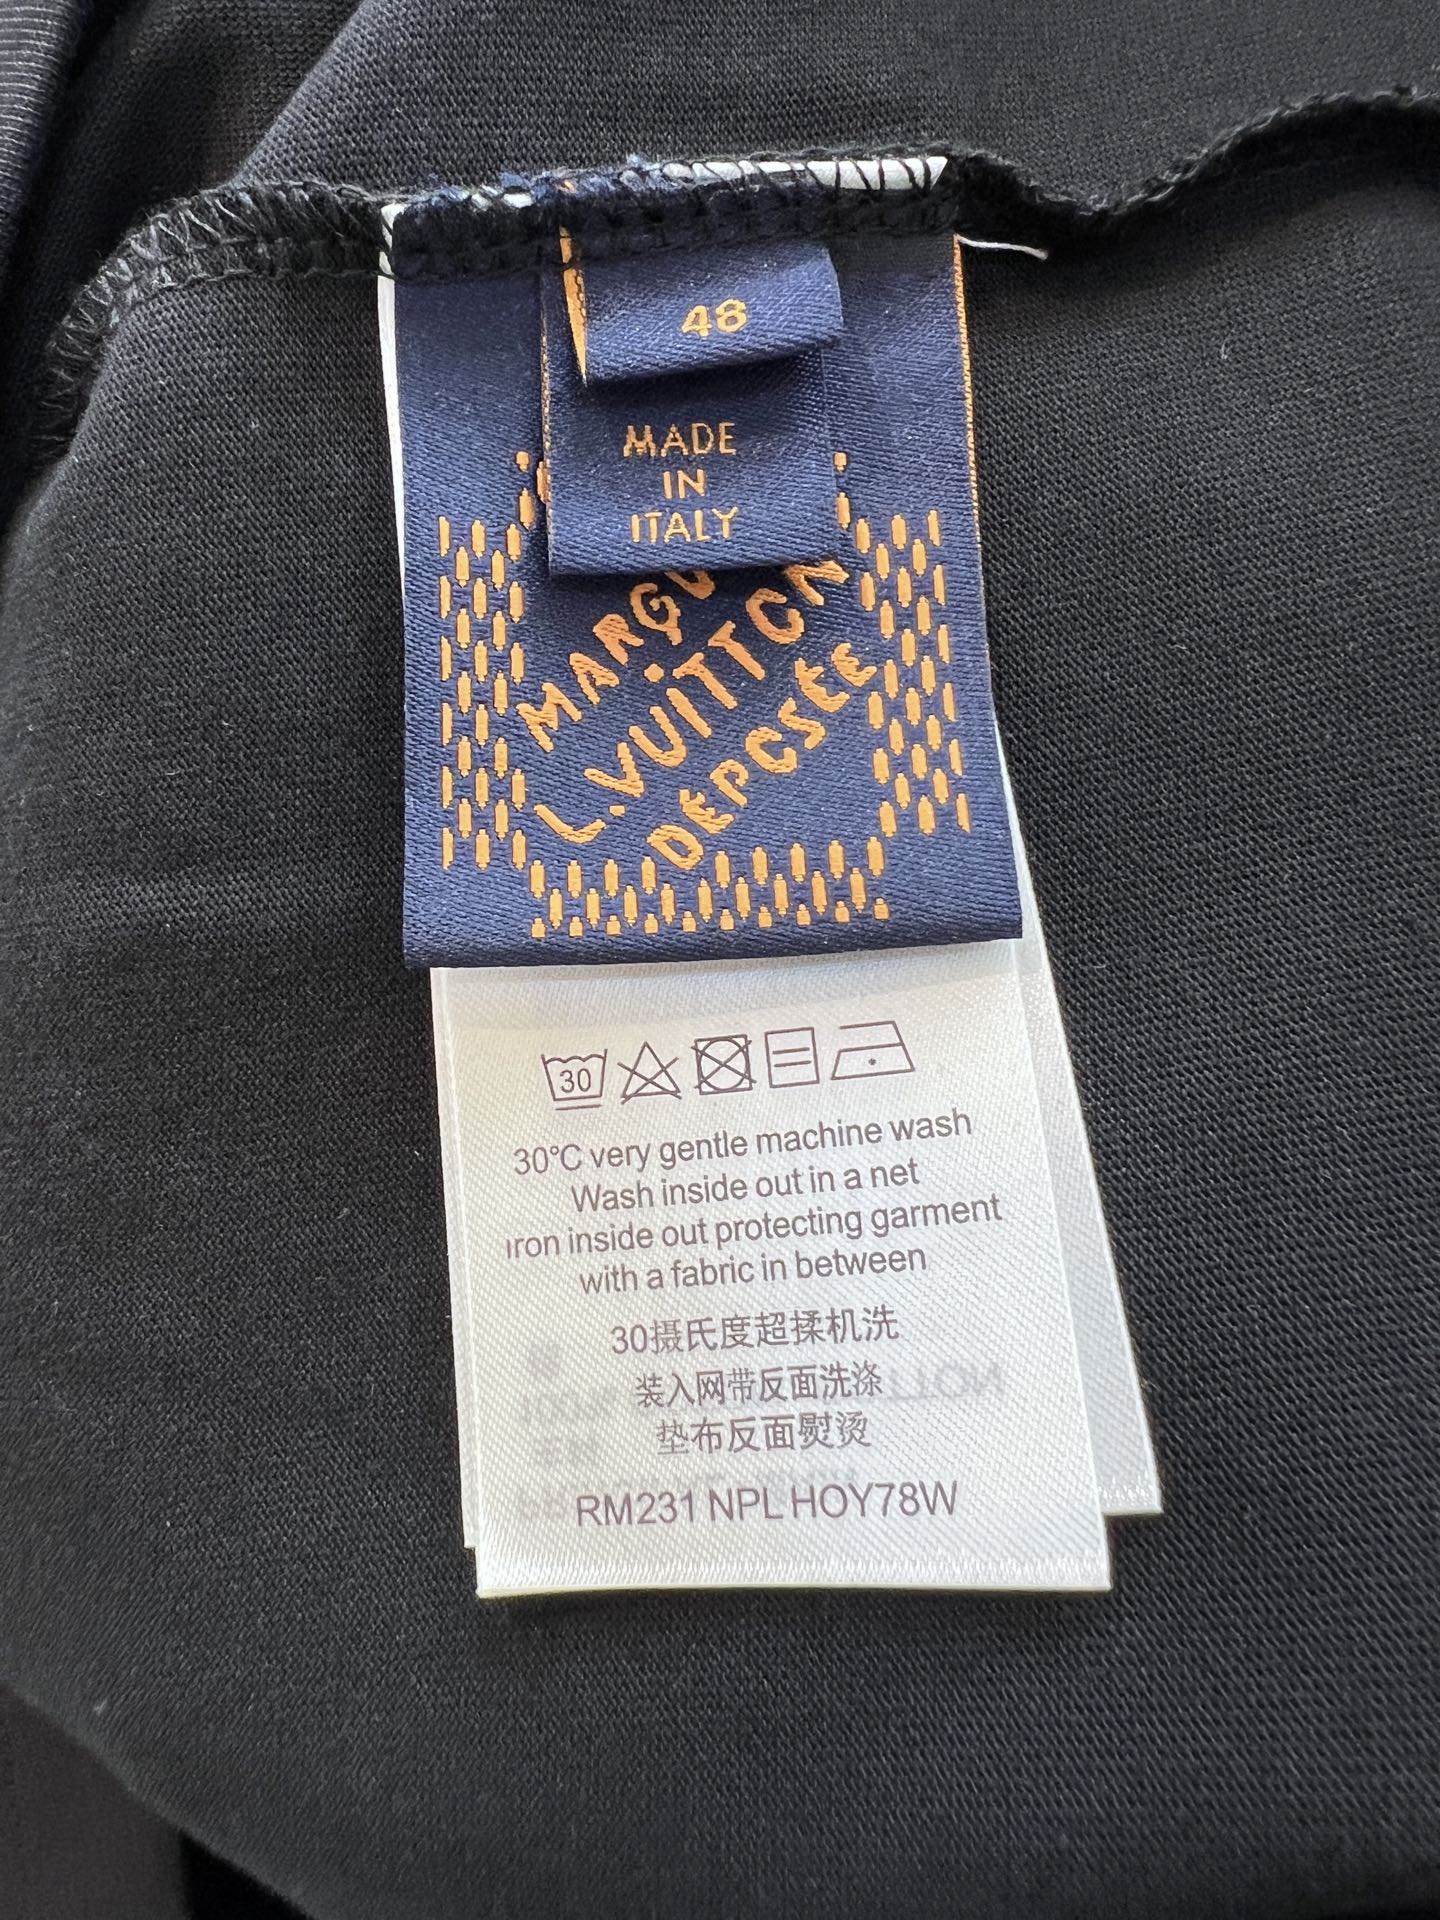 48
MADE
IN
ITALY
MARQU
L.VUITTON
DEPOSÉE
30
30°C very gentle machine wash
Wash inside out in a net
Iron inside out protecting garment
with a fabric in between
30摄氏度超揉机洗
装入网带反面洗涤
垫布反面熨烫
RM231 NPL HOY78W